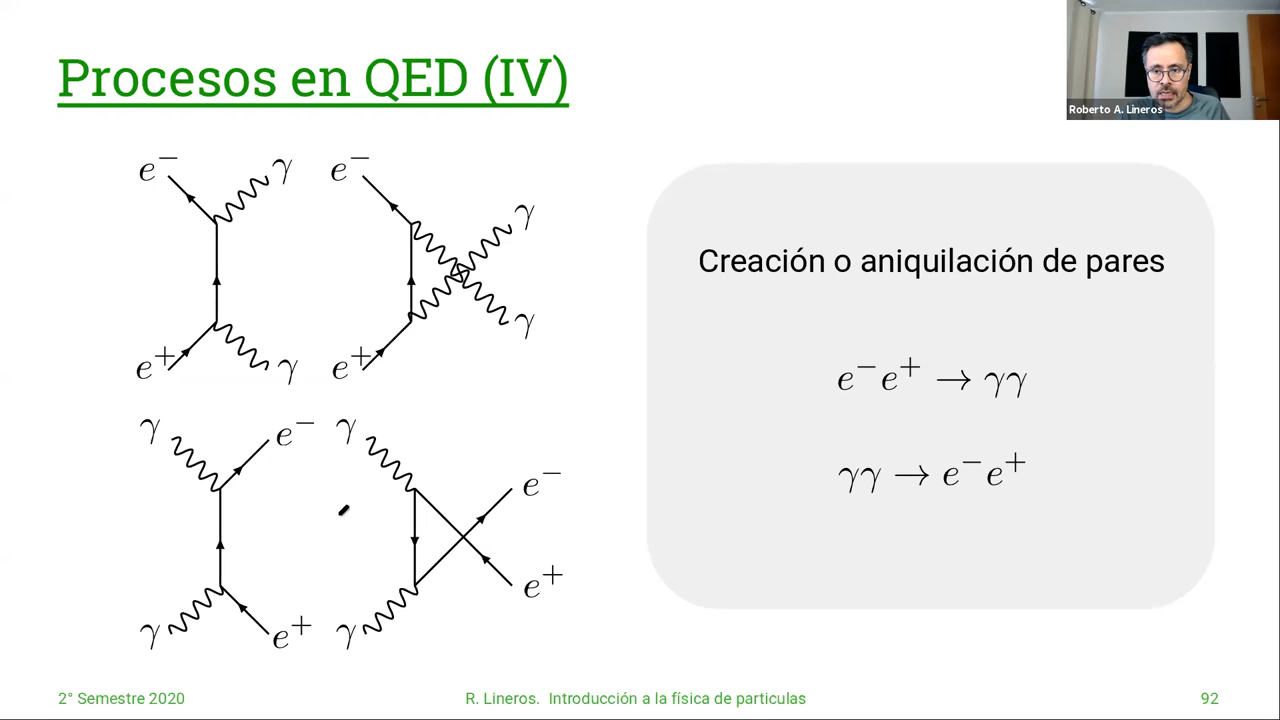 Procesos en QED (IV)
Roberto A. Lineros
e⁻ γ e⁻ γ
e⁺ γ e⁺ γ
γ e⁻ γ e⁻
γ e⁺ γ e⁺
Creación o aniquilación de pares
e⁻e⁺ → γγ
γγ → e⁻e⁺
2° Semestre 2020
R. Lineros. Introducción a la física de particulas
92